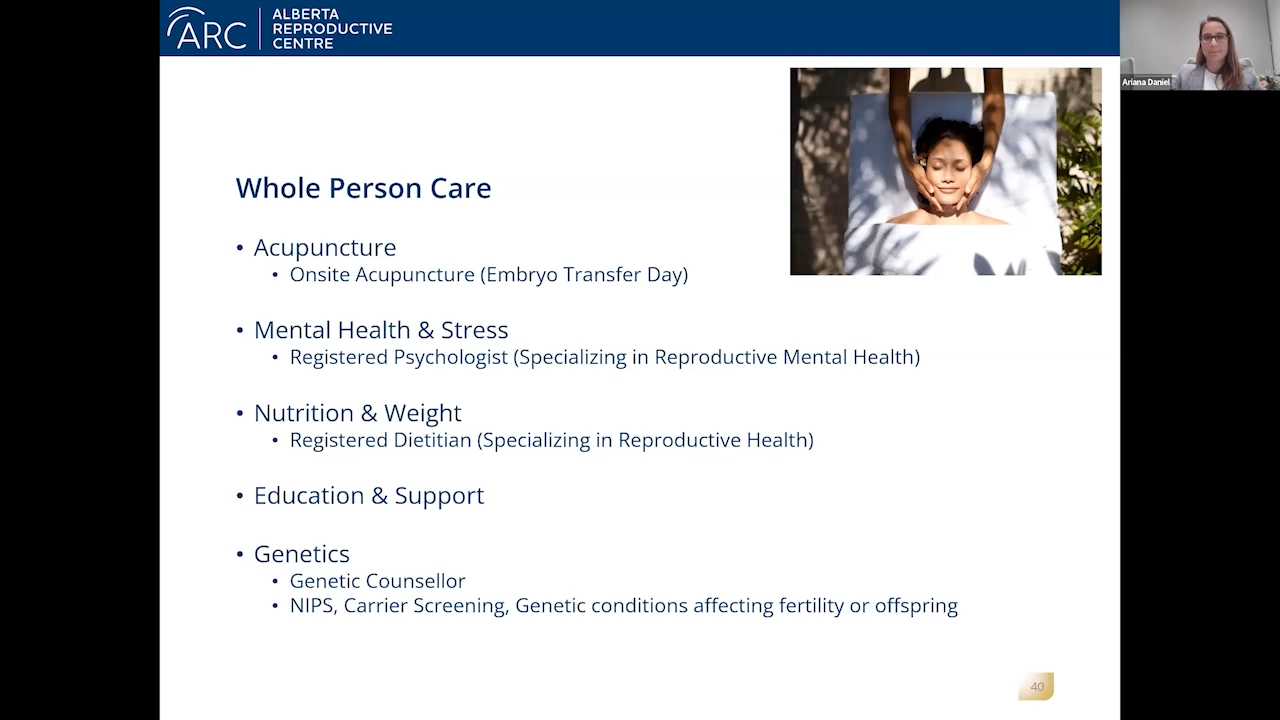 ARC
ALBERTA
REPRODUCTIVE
CENTRE
Ariana Daniel
Whole Person Care
• Acupuncture
• Onsite Acupuncture (Embryo Transfer Day)
• Mental Health & Stress
• Registered Psychologist (Specializing in Reproductive Mental Health)
• Nutrition & Weight
• Registered Dietitian (Specializing in Reproductive Health)
• Education & Support
• Genetics
• Genetic Counsellor
• NIPS, Carrier Screening, Genetic conditions affecting fertility or offspring
40